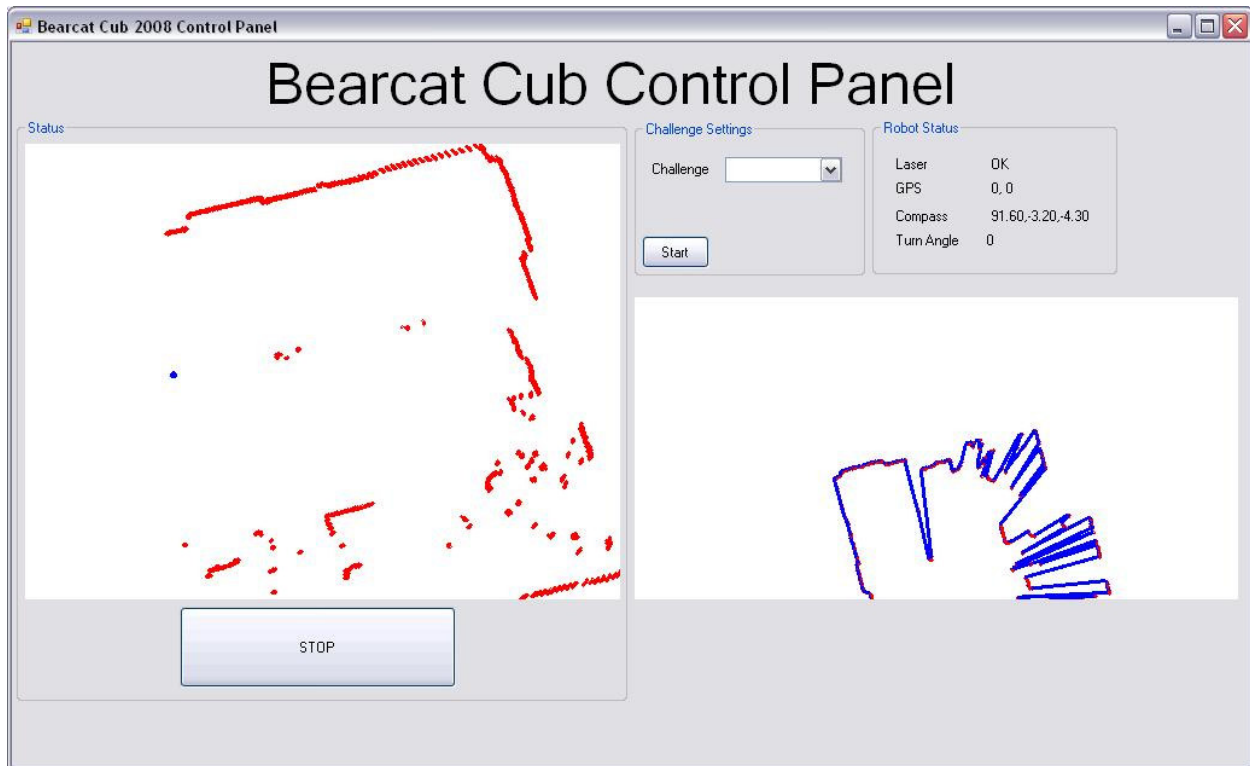 Bearcat Cub 2008 Control Panel
Bearcat Cub Control Panel
Status
STOP
Challenge Settings
Challenge
Start
Robot Status
Laser OK
GPS 0, 0
Compass 91.60,-3.20,-4.30
Turn Angle 0